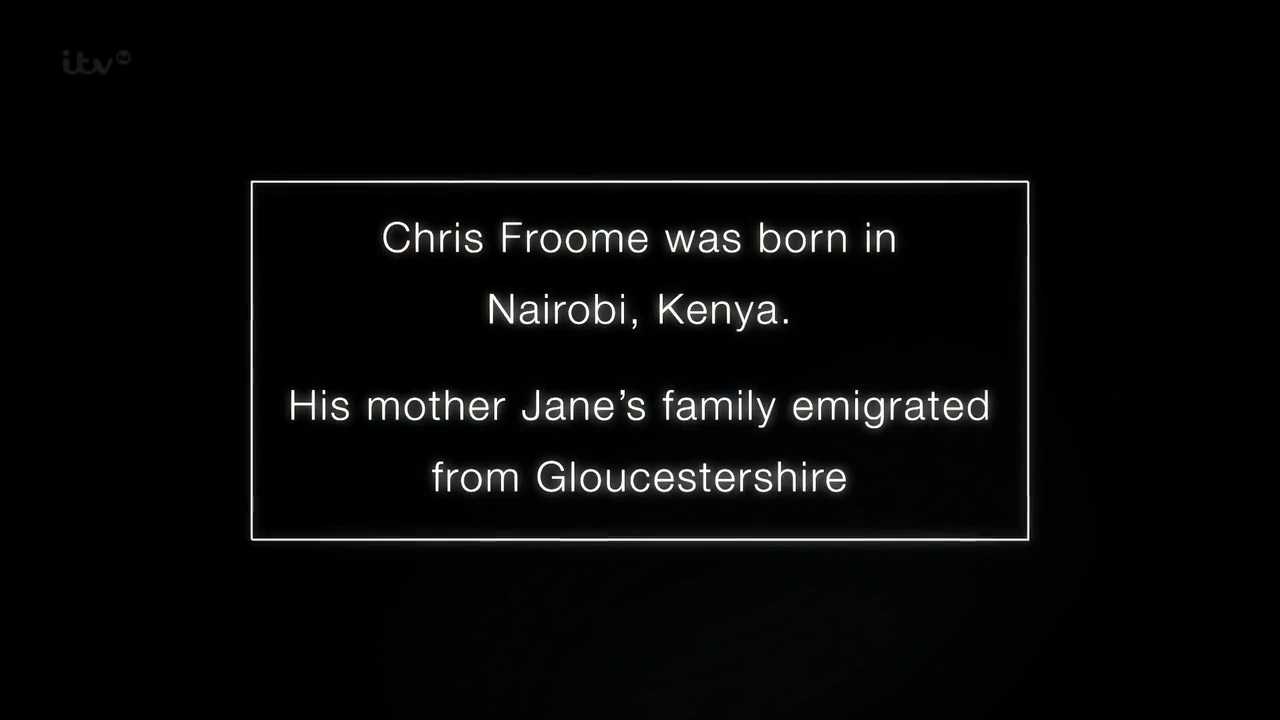 itv
Chris Froome was born in
Nairobi, Kenya.
His mother Jane’s family emigrated
from Gloucestershire